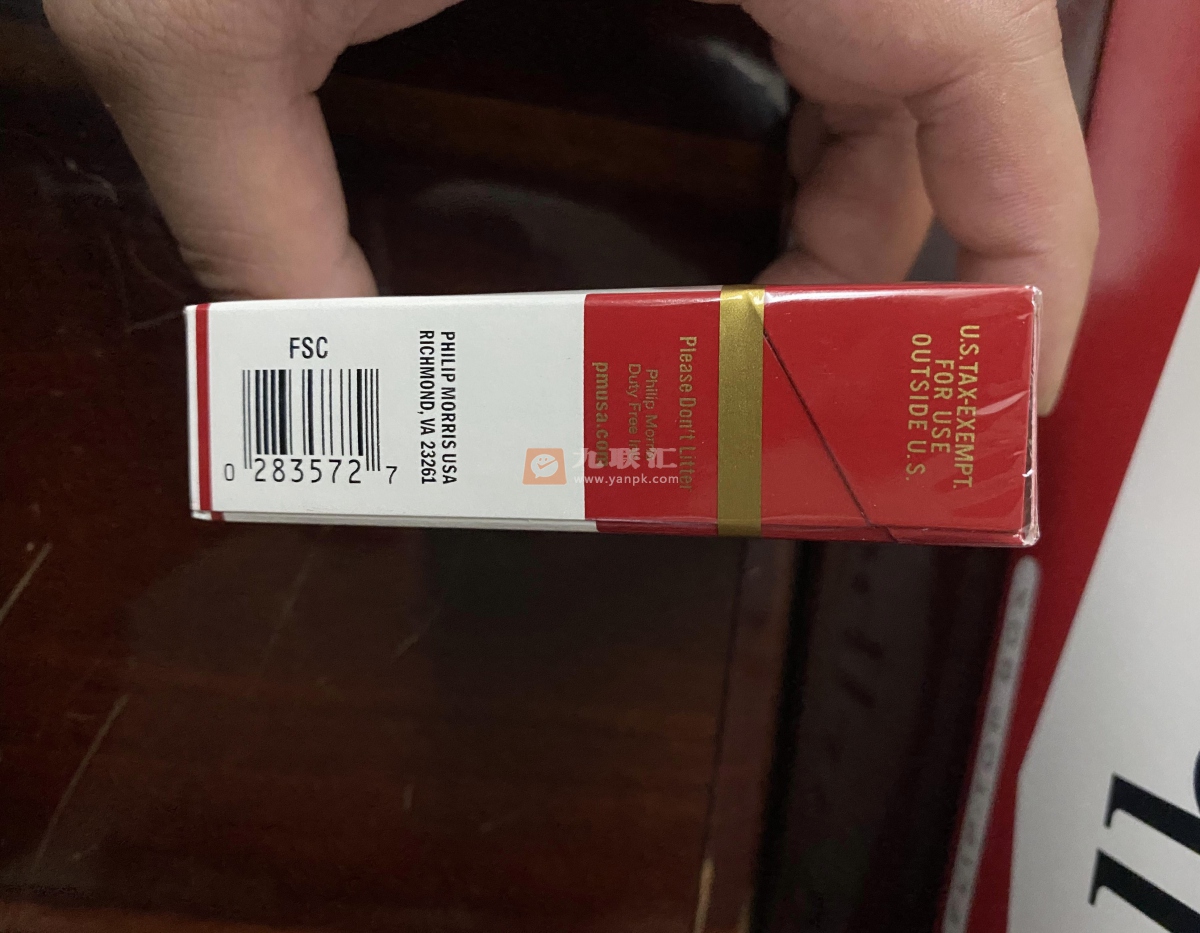 FSC
0 283572 7
PHILIP MORRIS USA
RICHMOND, VA 23261
Please Don't Litter
Philip Morris
Duty Free Inc
pmusa.com
U.S. TAX-EXEMPT.
FOR USE
OUTSIDE U.S.
九联汇
www.yanpk.com